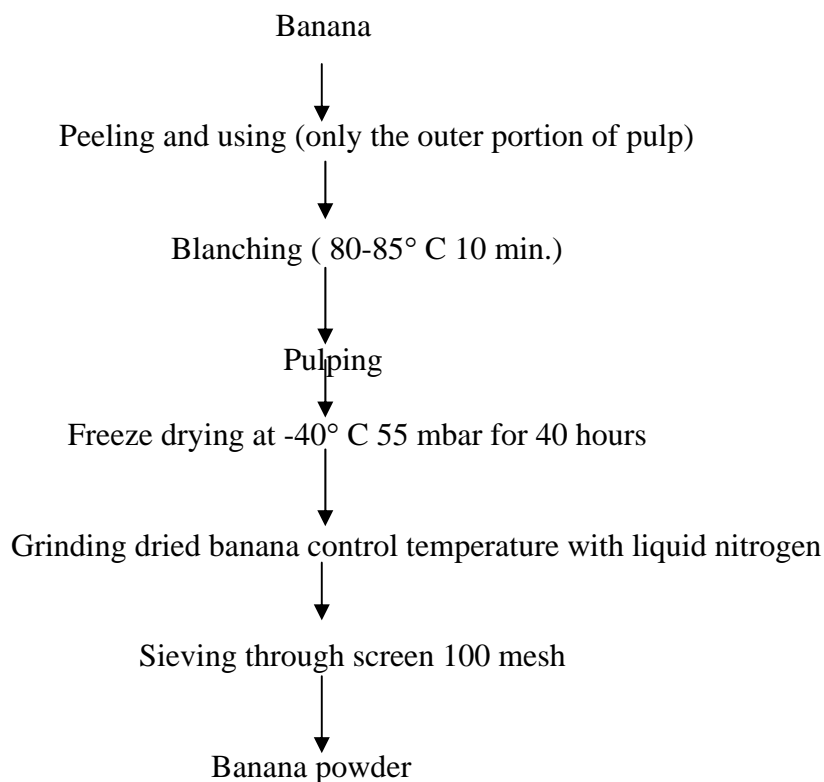 Banana
Peeling and using (only the outer portion of pulp)
Blanching ( 80-85° C 10 min.)
Pulping
Freeze drying at -40° C 55 mbar for 40 hours
Grinding dried banana control temperature with liquid nitrogen
Sieving through screen 100 mesh
Banana powder